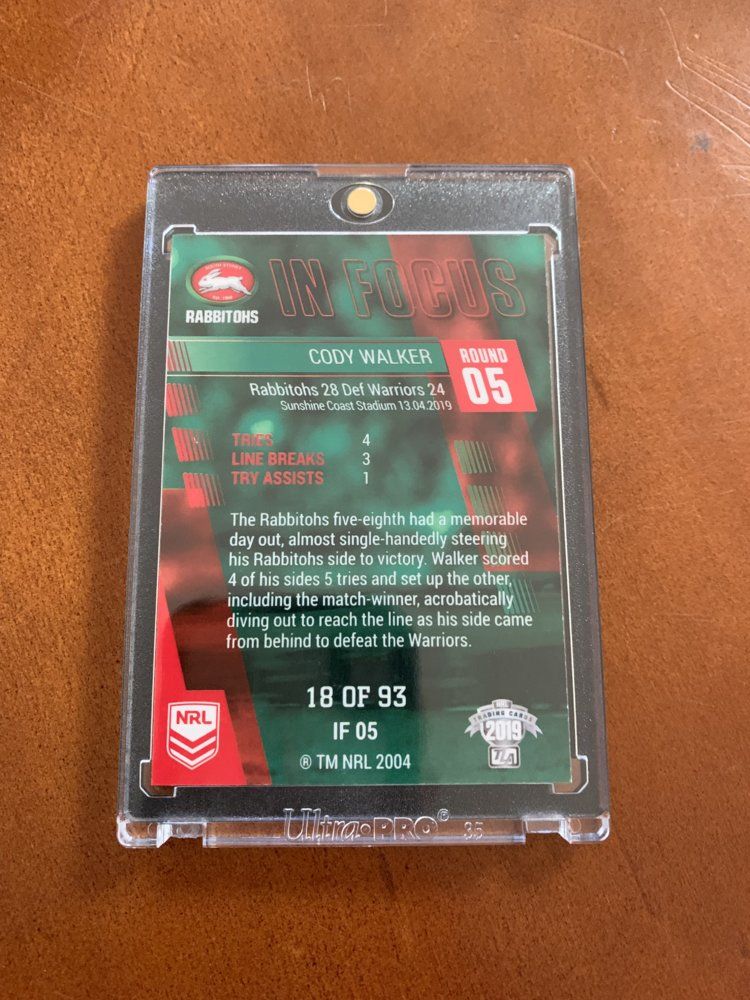 SOUTH SYDNEY
RABBITOHS
IN FOCUS
CODY WALKER
ROUND
05
Rabbitohs 28 Def Warriors 24
Sunshine Coast Stadium 13.04.2019
TRIES 4
LINE BREAKS 3
TRY ASSISTS 1
The Rabbitohs five-eighth had a memorable
day out, almost single-handedly steering
his Rabbitohs side to victory. Walker scored
4 of his sides 5 tries and set up the other,
including the match-winner, acrobatically
diving out to reach the line as his side came
from behind to defeat the Warriors.
18 OF 93
IF 05
® TM NRL 2004
NRL
NRL
TRADING CARDS
2019
TLA
Ultra•PRO® 35